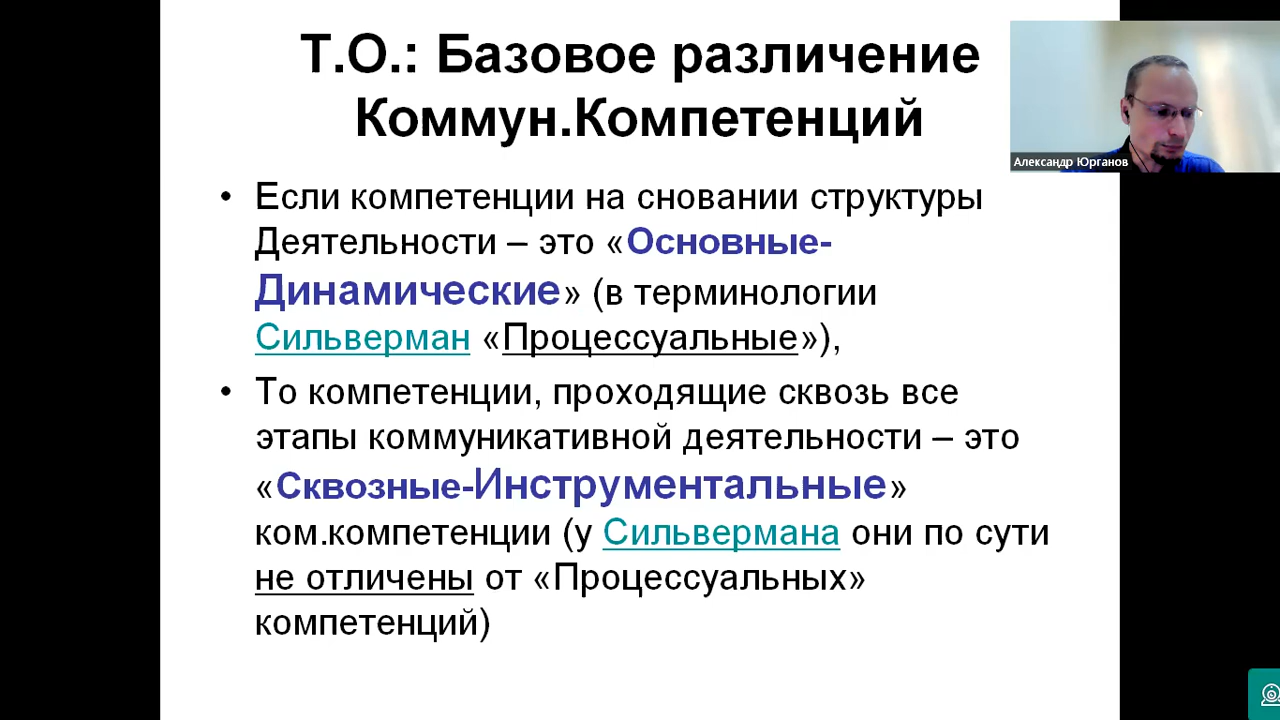 Т.О.: Базовое различение
Коммун.Компетенций
Александр Юрганов
• Если компетенции на сновании структуры
Деятельности – это «Основные-
Динамические» (в терминологии
Сильверман «Процессуальные»),
• То компетенции, проходящие сквозь все
этапы коммуникативной деятельности – это
«Сквозные-Инструментальные»
ком.компетенции (у Сильвермана они по сути
не отличены от «Процессуальных»
компетенций)